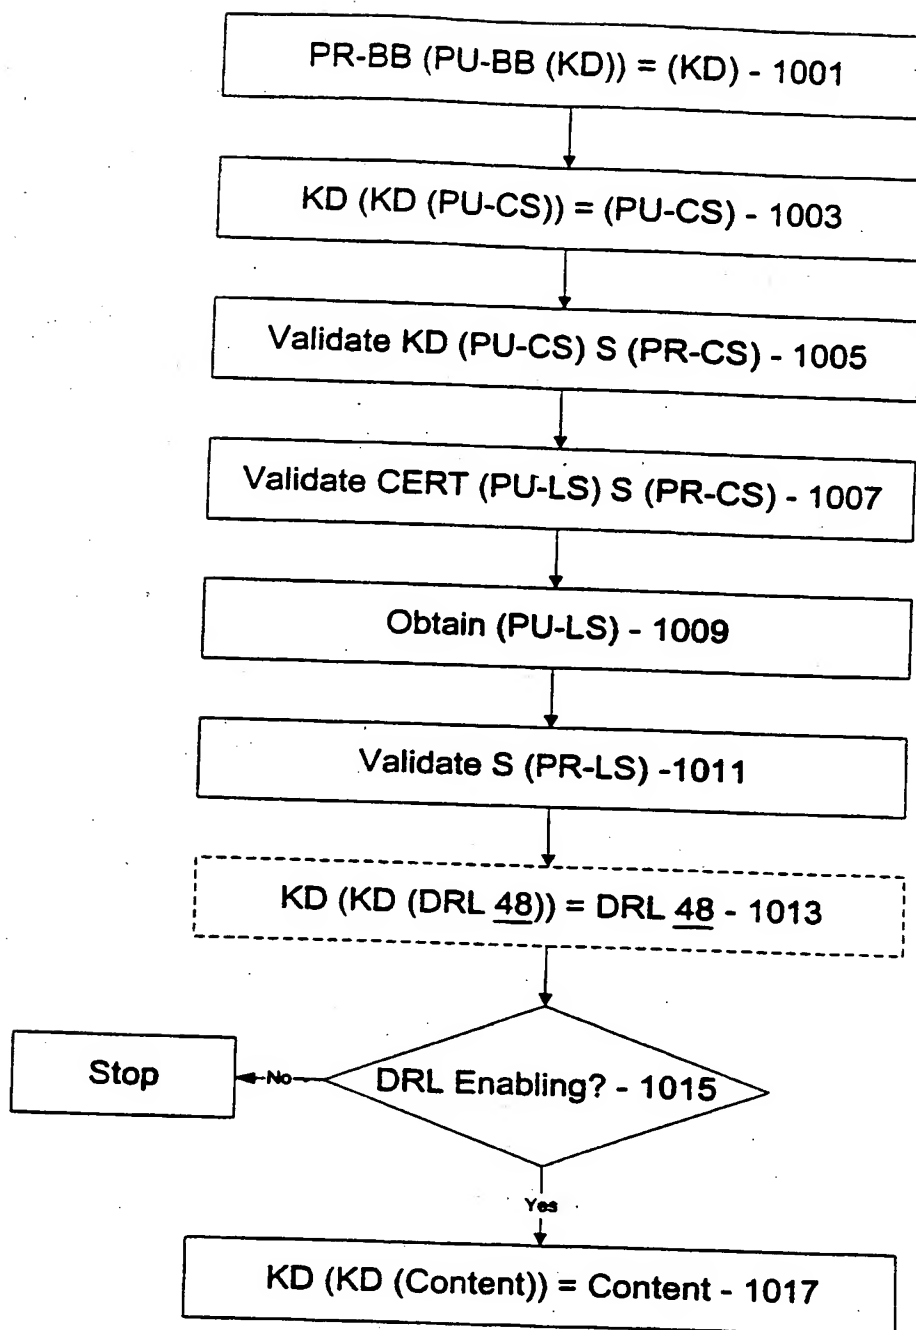 PR-BB (PU-BB (KD)) = (KD) - 1001
KD (KD (PU-CS)) = (PU-CS) - 1003
Validate KD (PU-CS) S (PR-CS) - 1005
Validate CERT (PU-LS) S (PR-CS) - 1007
Obtain (PU-LS) - 1009
Validate S (PR-LS) -1011
KD (KD (DRL 48)) = DRL 48 - 1013
DRL Enabling? - 1015
No
Stop
Yes
KD (KD (Content)) = Content - 1017